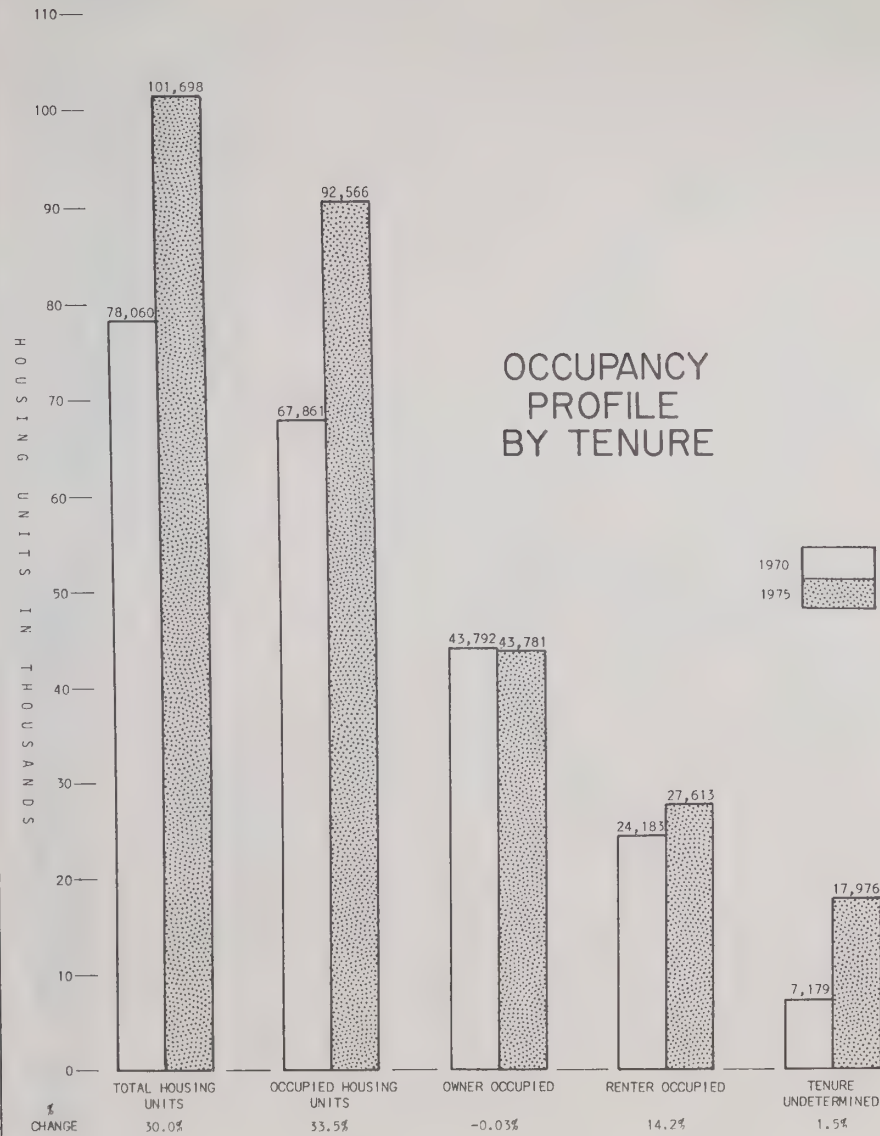 OCCUPANCY
PROFILE
BY TENURE
HOUSING UNITS IN THOUSANDS
110
100
90
80
70
60
50
40
30
20
10
0
1970
1975
101,698
78,060
92,566
67,861
43,792 43,781
27,613
24,183
17,976
7,179
TOTAL HOUSING
UNITS
OCCUPIED HOUSING
UNITS
OWNER OCCUPIED
RENTER OCCUPIED
TENURE
UNDETERMINED
%
CHANGE 30.0% 33.5% -0.03% 14.2% 1.5%